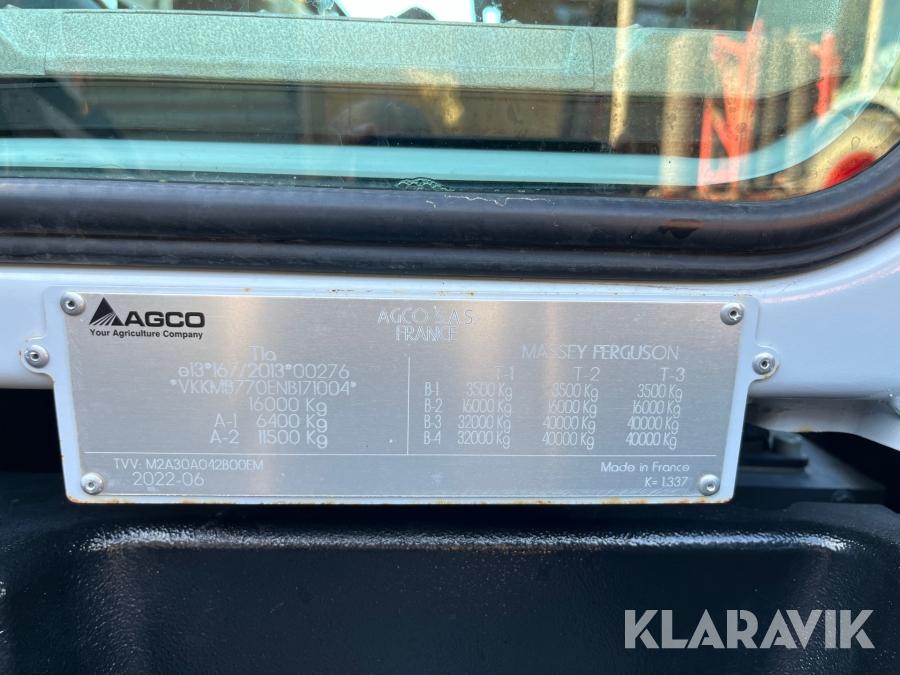 AGCO
Your Agriculture Company
AGCO S.A.S.
FRANCE
T1a
e13*167/2013*00276
*VKKMB770ENB171004*
16000 Kg
A-1 6400 Kg
A-2 11500 Kg
MASSEY FERGUSON
T-1 T-2 T-3
B-1 3500 Kg 3500 Kg 3500 Kg
B-2 16000 Kg 16000 Kg 16000 Kg
B-3 32000 Kg 40000 Kg 40000 Kg
B-4 32000 Kg 40000 Kg 40000 Kg
TVV: M2A30A042B00EM
2022-06
Made in France
K= 1.337
KLARAVIK